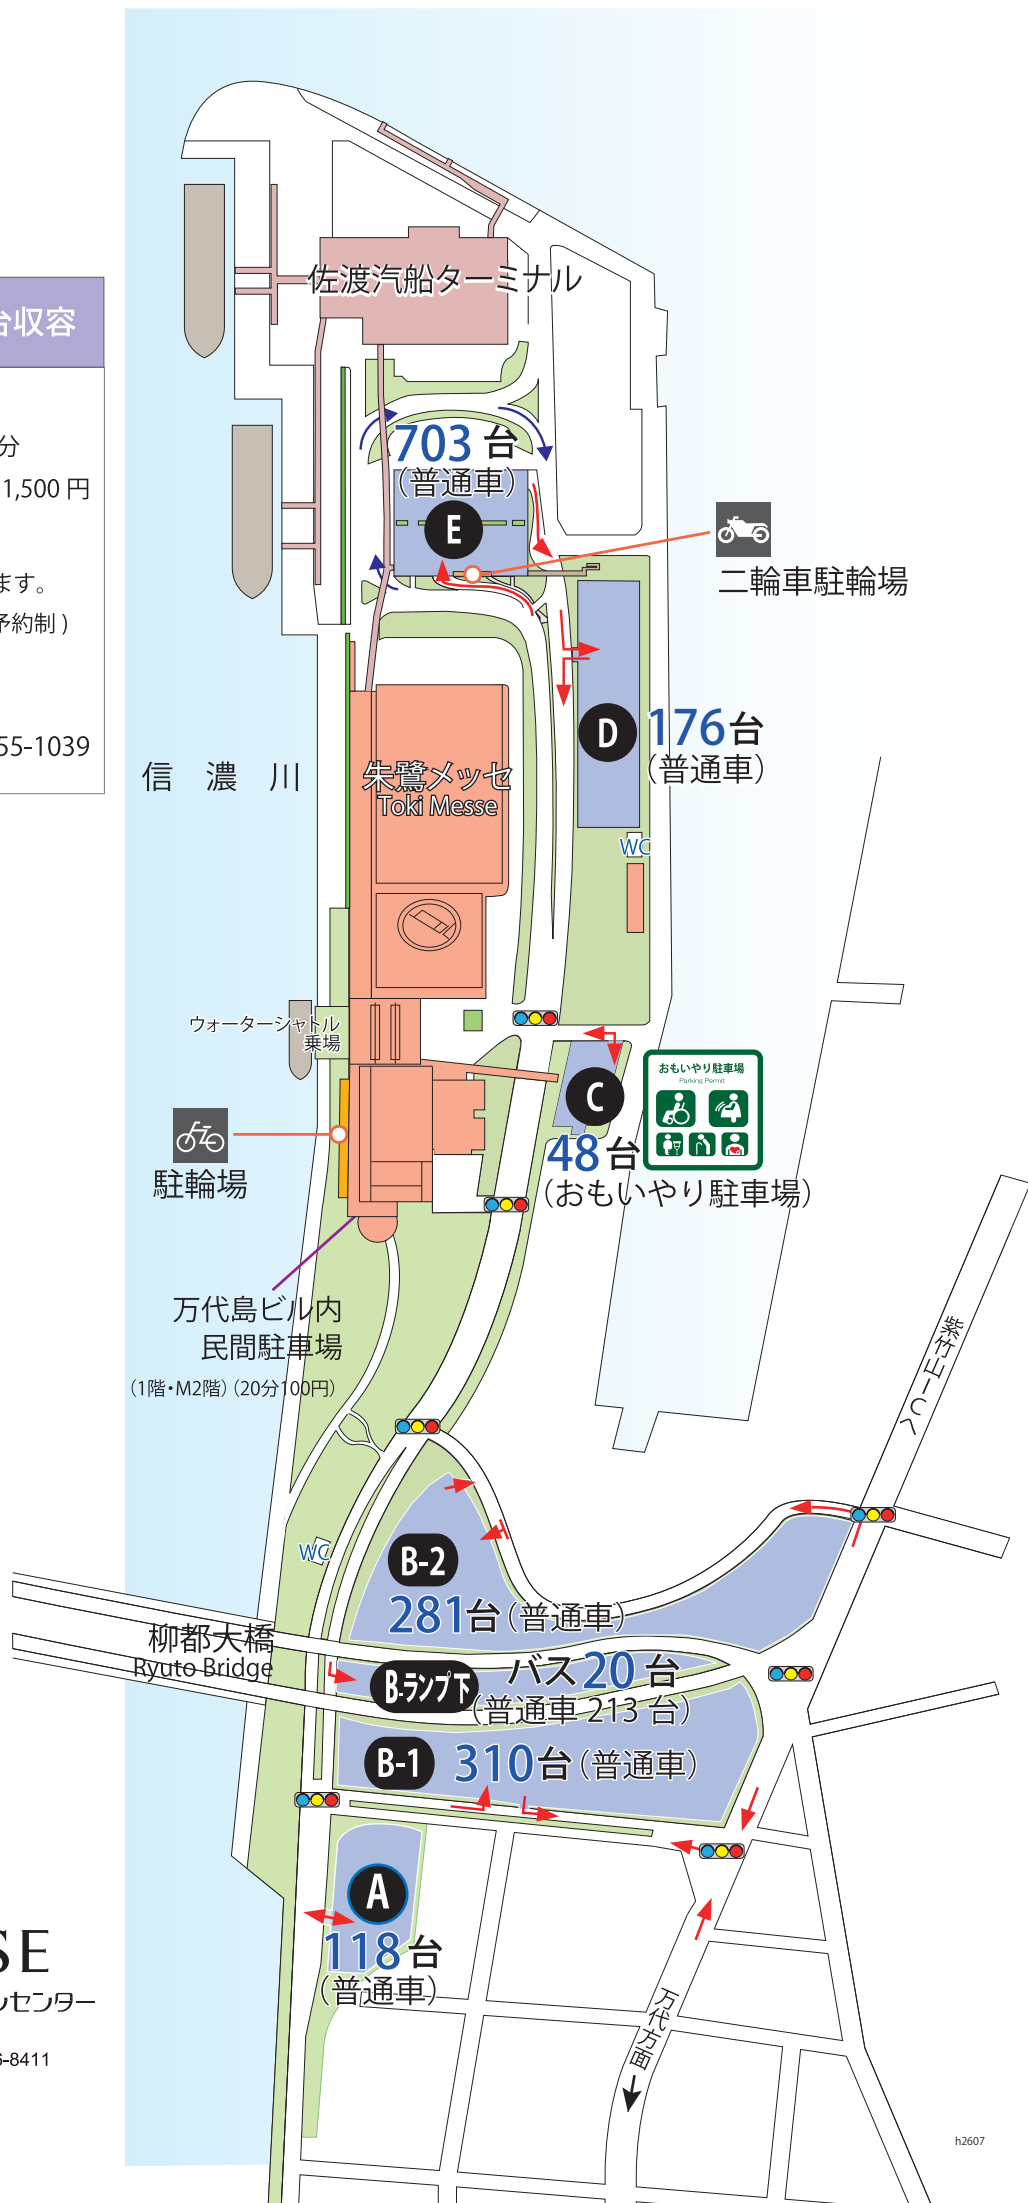 佐渡汽船ターミナル
台収容
分
1,500 円
ます。
予約制 )
55-1039
703 台
(普通車)
E
二輪車駐輪場
D
176台
(普通車)
WC
信 濃 川
朱鷺メッセ
Toki Messe
ウォーターシャトル
乗場
おもいやり駐車場
Parking Permit
C
48台
(おもいやり駐車場)
駐輪場
万代島ビル内
民間駐車場
(1階・M2階) (20分100円)
紫竹山ICへ
WC
B-2
281台(普通車)
柳都大橋
Ryuto Bridge
B-ランプ下
バス20 台
(普通車 213 台)
B-1
310台(普通車)
A
118台
(普通車)
SE
ンセンター
6-8411
万代方面
h2607